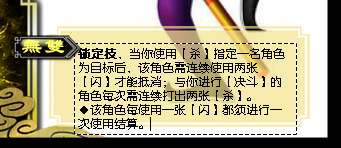 無雙
锁定技，当你使用【杀】指定一名角色
为目标后，该角色需连续使用两张
【闪】才能抵消；与你进行【决斗】的
角色每次需连续打出两张【杀】。
◆该角色每使用一张【闪】都须进行一
次使用结算。